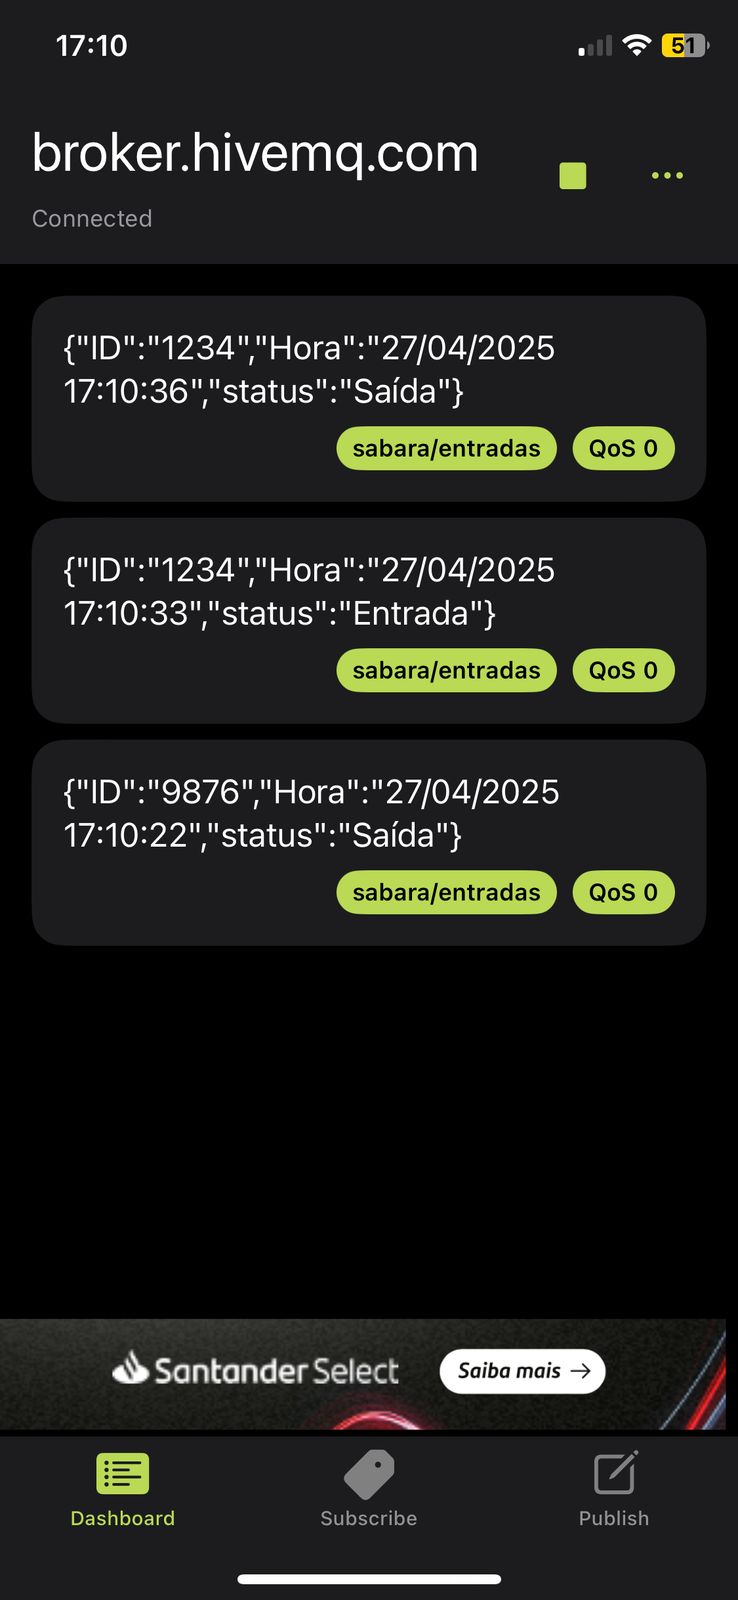 17:10
51
broker.hivemq.com
Connected
{"ID":"1234","Hora":"27/04/2025
17:10:36","status":"Saída"}
sabara/entradas QoS 0
{"ID":"1234","Hora":"27/04/2025
17:10:33","status":"Entrada"}
sabara/entradas QoS 0
{"ID":"9876","Hora":"27/04/2025
17:10:22","status":"Saída"}
sabara/entradas QoS 0
Santander Select Saiba mais →
Dashboard Subscribe Publish